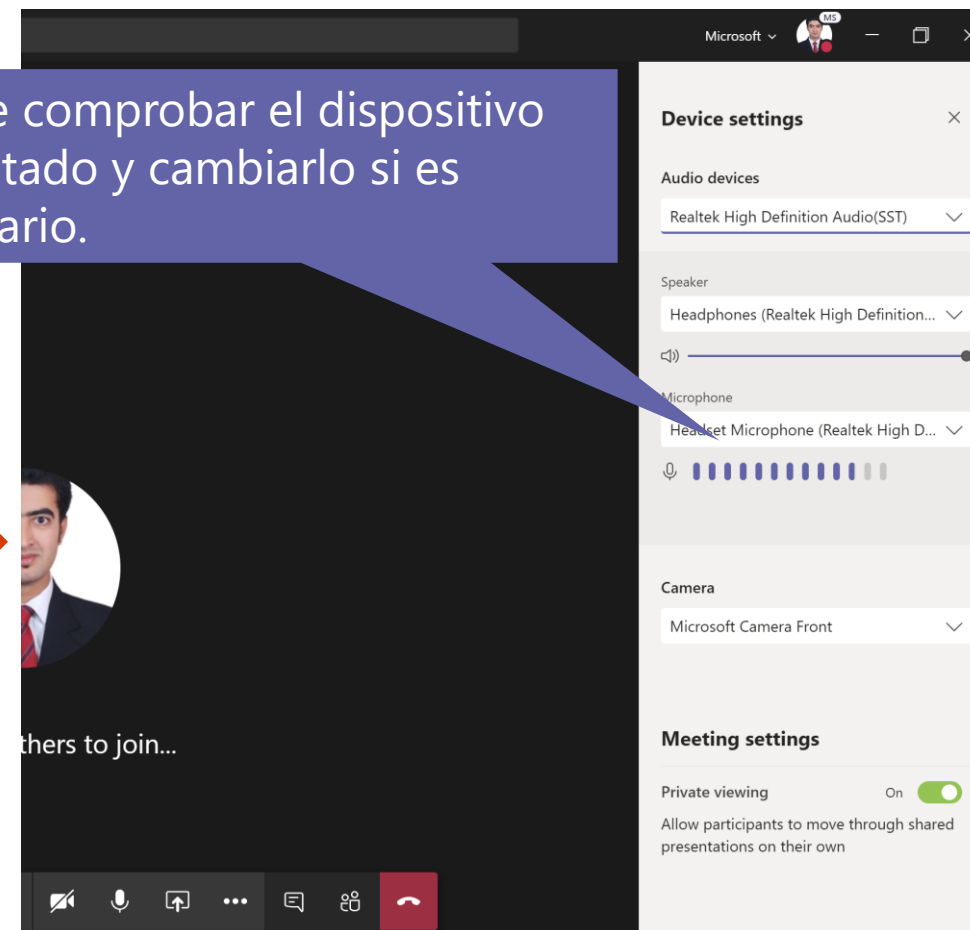 Microsoft
MS
e comprobar el dispositivo
tado y cambiarlo si es
ario.
Device settings
Audio devices
Realtek High Definition Audio(SST)
Speaker
Headphones (Realtek High Definition...
Microphone
Headset Microphone (Realtek High D...
Camera
Microsoft Camera Front
thers to join...
Meeting settings
Private viewing On
Allow participants to move through shared
presentations on their own